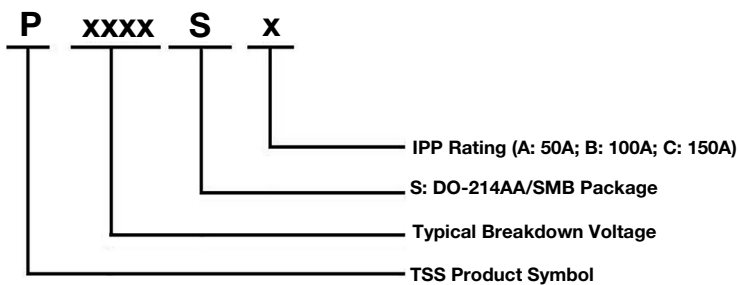 P xxxx S x
IPP Rating (A: 50A; B: 100A; C: 150A)
S: DO-214AA/SMB Package
Typical Breakdown Voltage
TSS Product Symbol